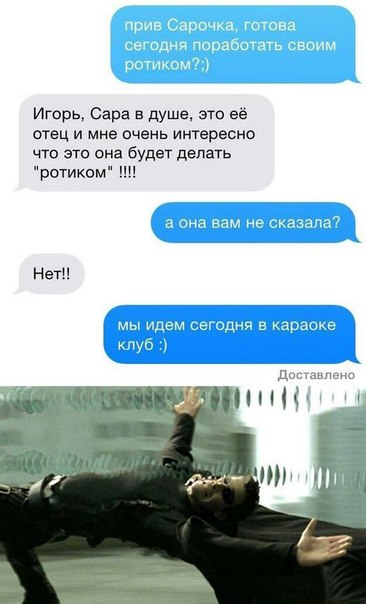 прив Сарочка, готова
сегодня поработать своим
ротиком?;)
Игорь, Сара в душе, это её
отец и мне очень интересно
что это она будет делать
"ротиком" !!!!
а она вам не сказала?
Нет!!
мы идем сегодня в караоке
клуб :)
Доставлено